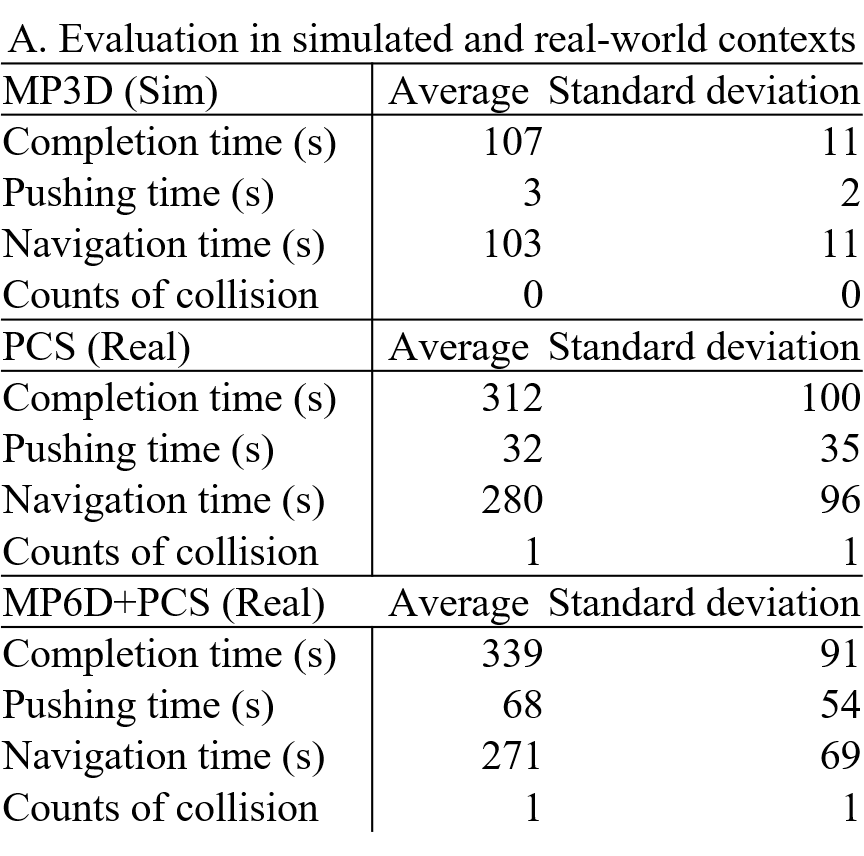 A. Evaluation in simulated and real-world contexts
MP3D (Sim) Average Standard deviation
Completion time (s) 107 11
Pushing time (s) 3 2
Navigation time (s) 103 11
Counts of collision 0 0
PCS (Real) Average Standard deviation
Completion time (s) 312 100
Pushing time (s) 32 35
Navigation time (s) 280 96
Counts of collision 1 1
MP6D+PCS (Real) Average Standard deviation
Completion time (s) 339 91
Pushing time (s) 68 54
Navigation time (s) 271 69
Counts of collision 1 1